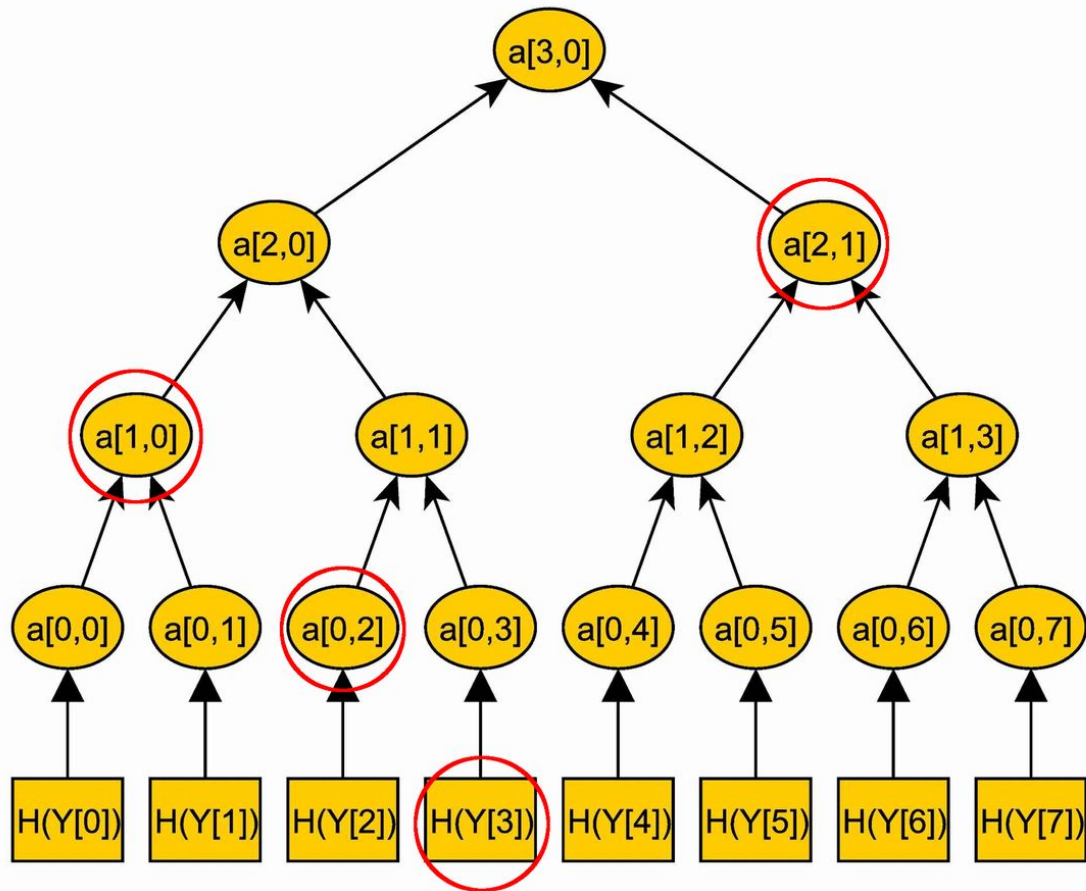 a[3,0]
a[2,0] a[2,1]
a[1,0] a[1,1] a[1,2] a[1,3]
a[0,0] a[0,1] a[0,2] a[0,3] a[0,4] a[0,5] a[0,6] a[0,7]
H(Y[0]) H(Y[1]) H(Y[2]) H(Y[3]) H(Y[4]) H(Y[5]) H(Y[6]) H(Y[7])